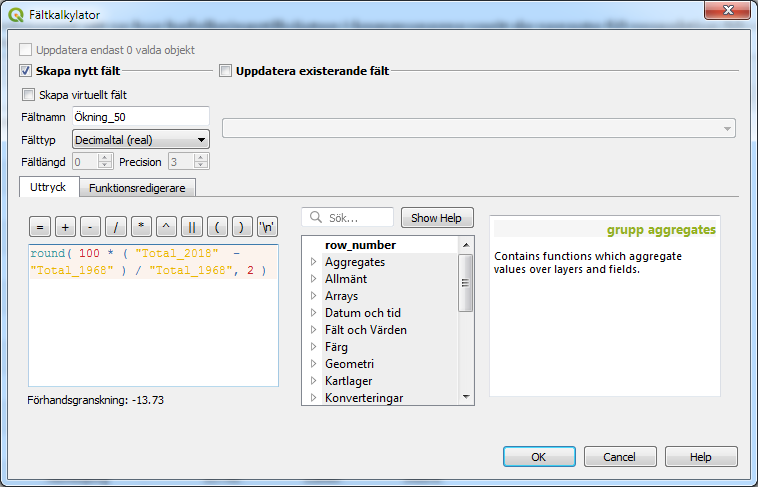 Fältkalkylator
Uppdatera endast 0 valda objekt
Skapa nytt fält
Uppdatera existerande fält
Skapa virtuellt fält
Fältnamn Ökning_50
Fälttyp Decimaltal (real)
Fältlängd 0 Precision 3
Uttryck Funktionsredigerare
= + - / * ^ || ( ) '\n'
Sök... Show Help
round( 100 * ( "Total_2018" -
"Total_1968" ) / "Total_1968", 2 )
Förhandsgranskning: -13.73
row_number
Aggregates
Allmänt
Arrays
Datum och tid
Fält och Värden
Färg
Geometri
Kartlager
Konverteringar
grupp aggregates
Contains functions which aggregate
values over layers and fields.
OK Cancel Help